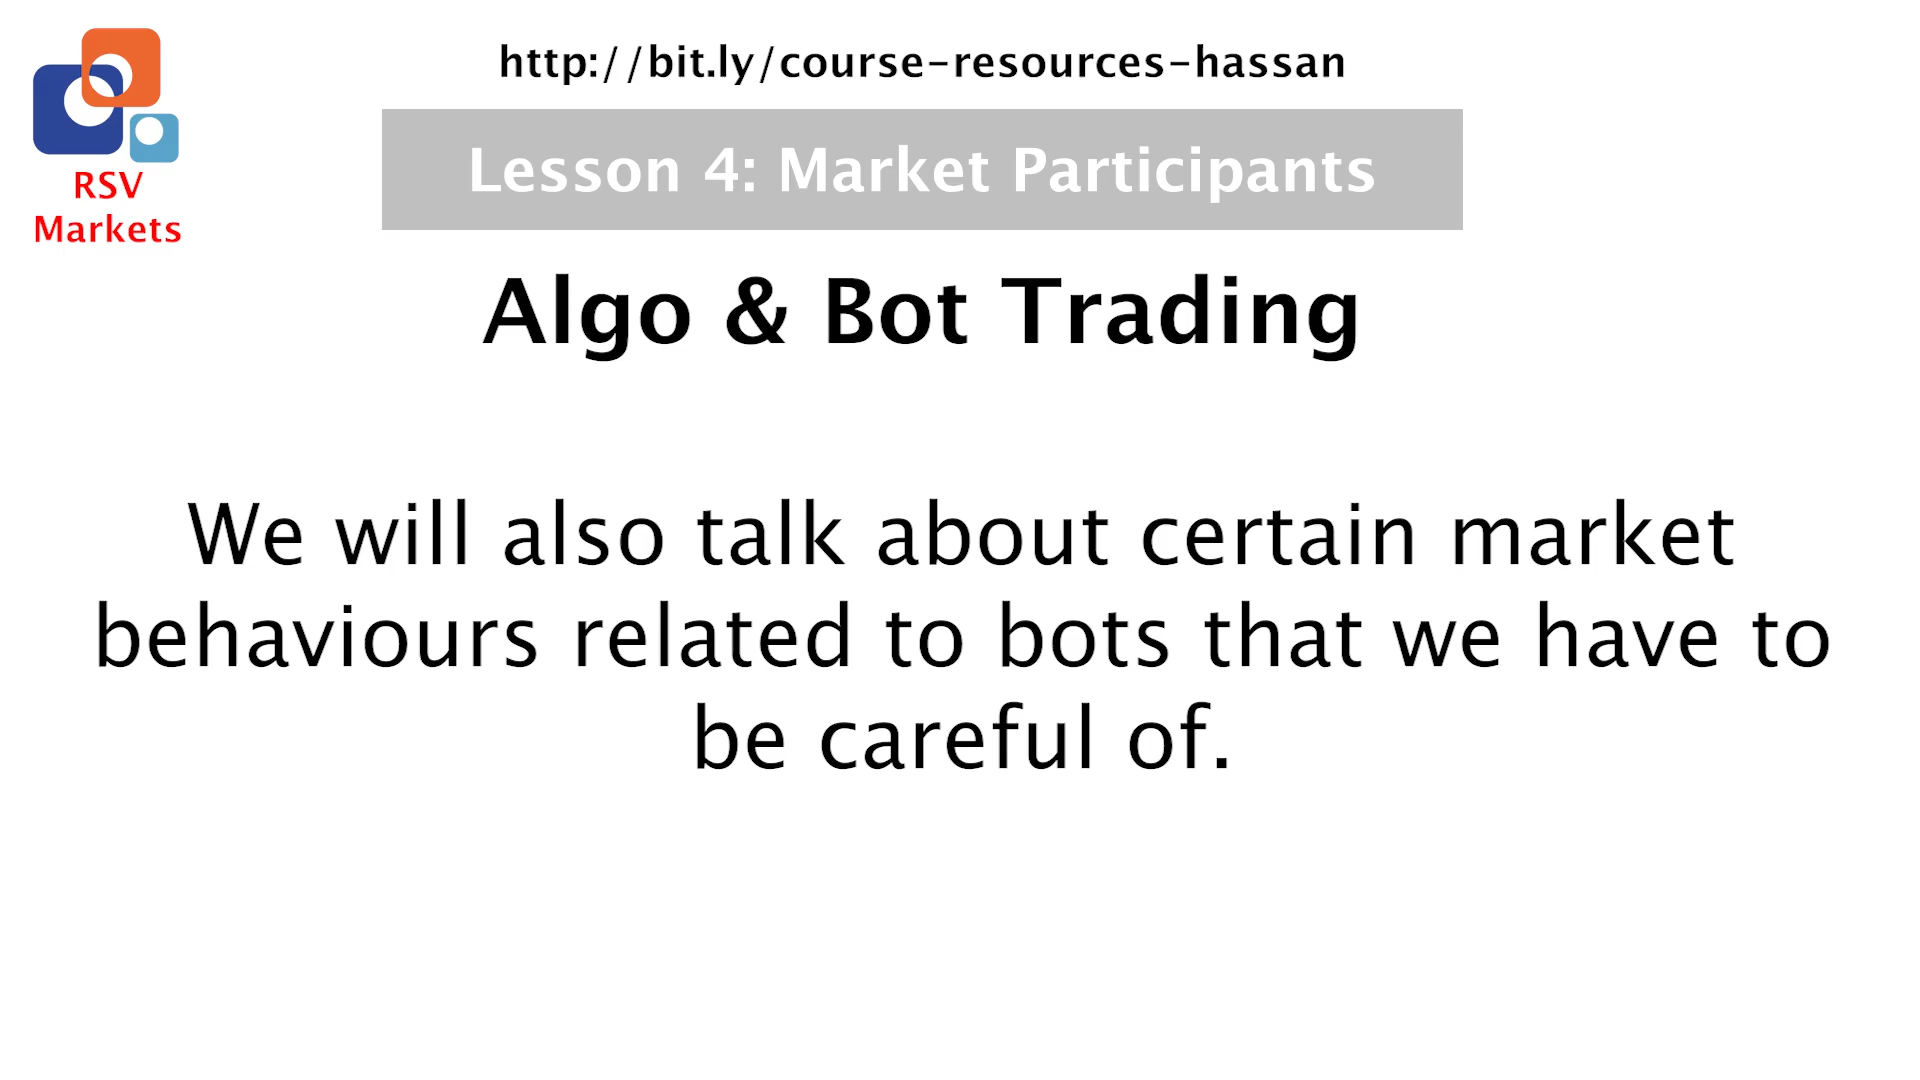 http://bit.ly/course-resources-hassan
RSV
Markets
Lesson 4: Market Participants
Algo & Bot Trading
We will also talk about certain market
behaviours related to bots that we have to
be careful of.